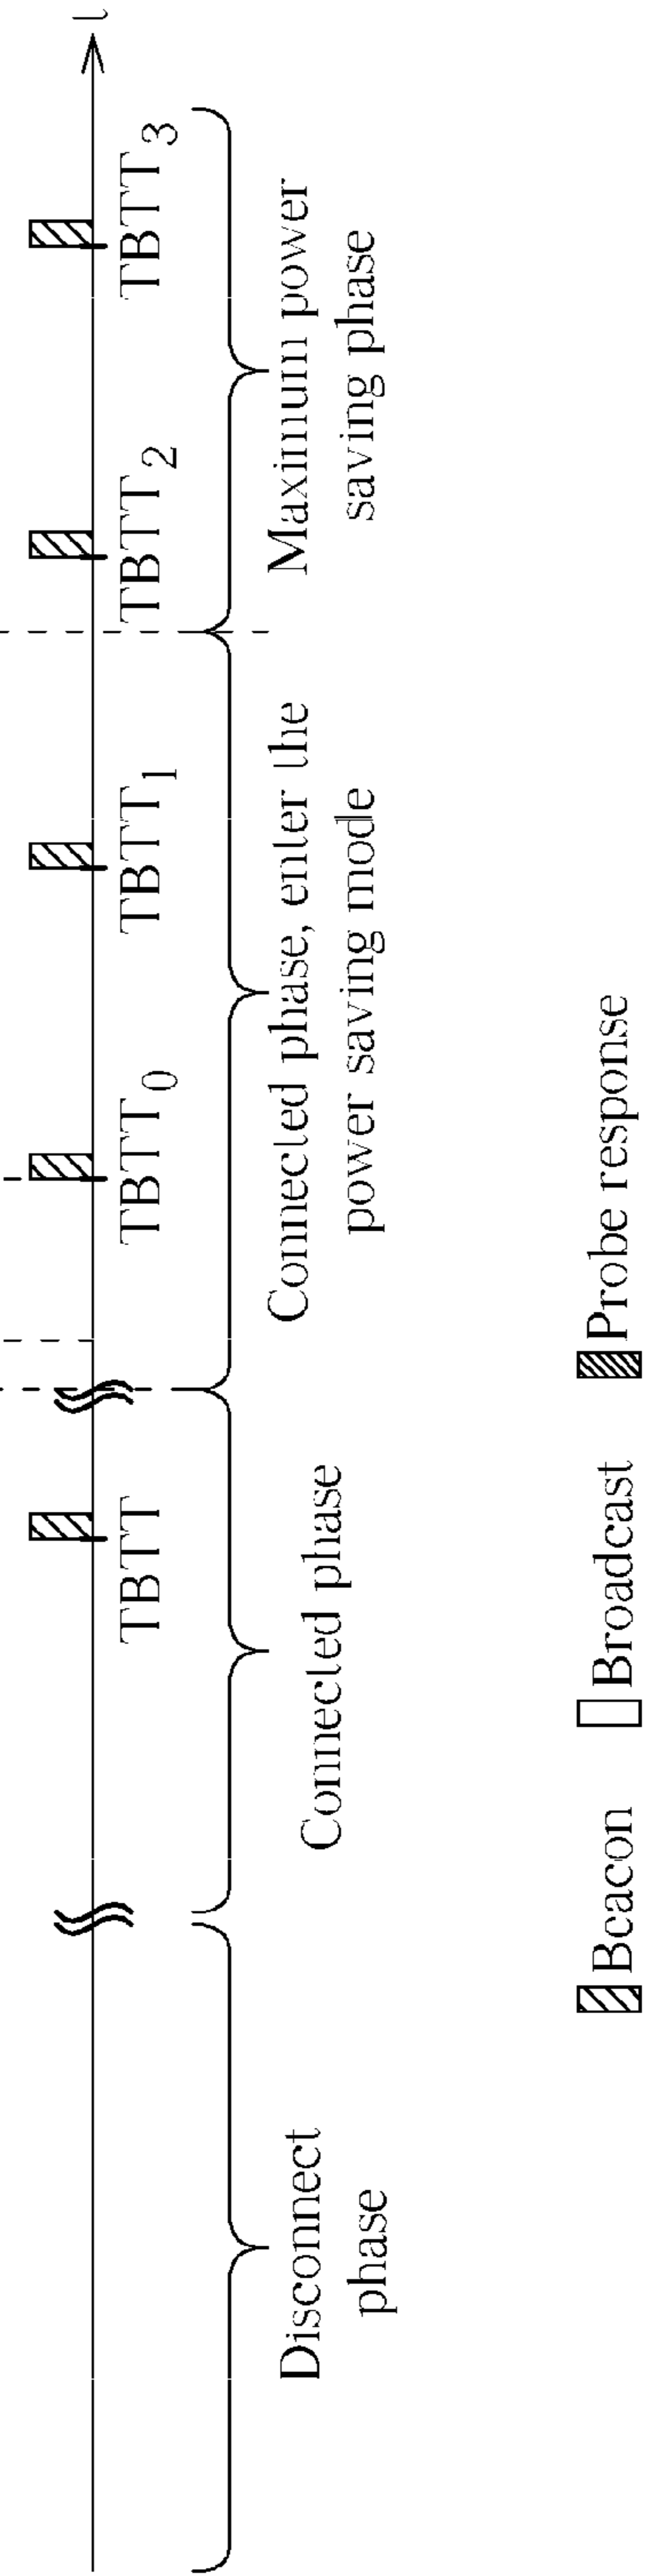 TBTT
TBTT0
TBTT1
TBTT2
TBTT3
t
Disconnect
phase
Connected phase
Connected phase, enter the
power saving mode
Maximum power
saving phase
Beacon
Broadcast
Probe response